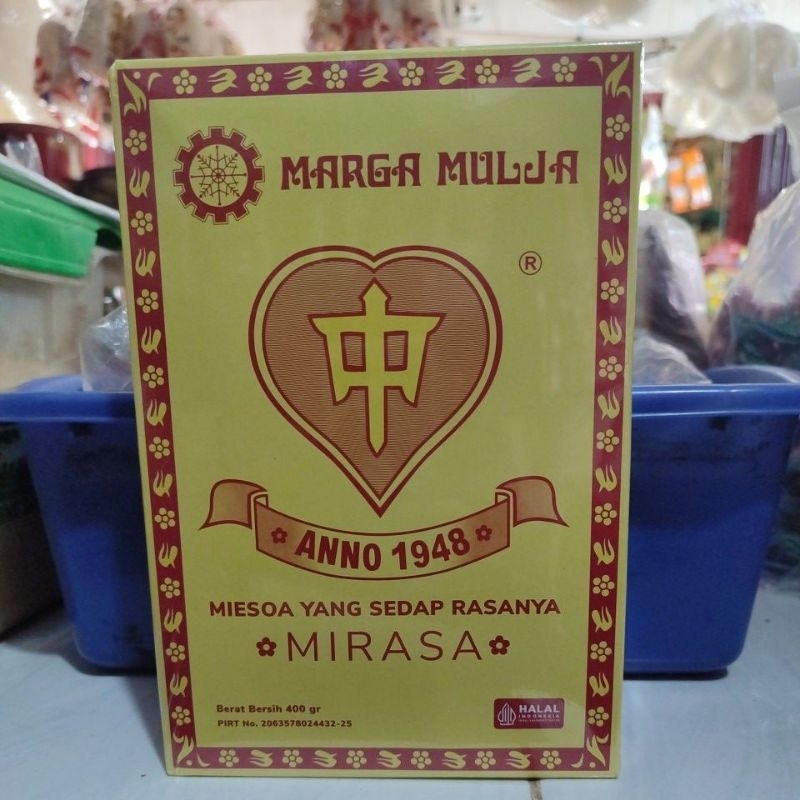 MARGA MULJA
®
中
ANNO 1948
MIESOA YANG SEDAP RASANYA
MIRASA
Berat Bersih 400 gr
PIRT No. 2063578024432-25
HALAL
INDONESIA